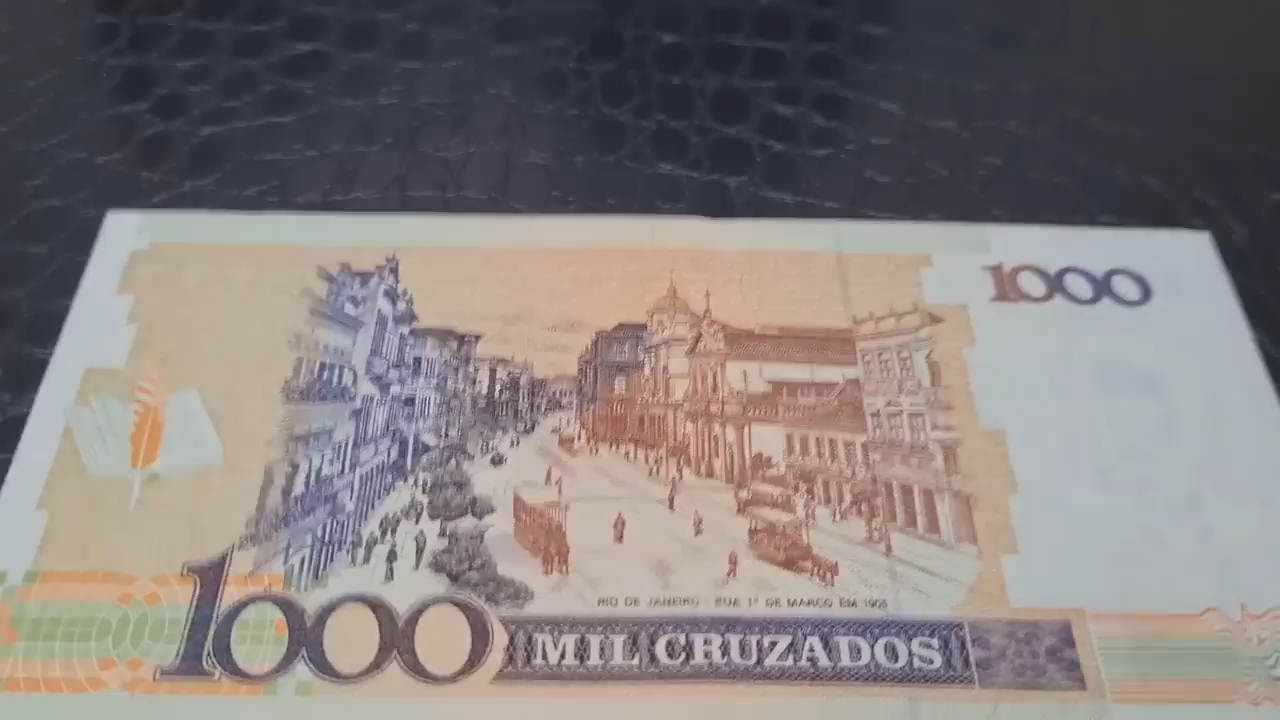 1000
RIO DE JANEIRO - RUA 1º DE MARÇO EM 1905
1000 MIL CRUZADOS